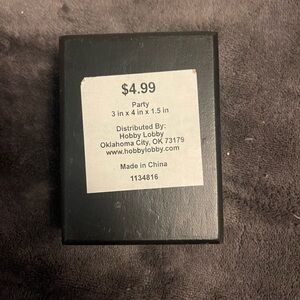 $4.99
Party
3 in x 4 in x 1.5 in
Distributed By:
Hobby Lobby
Oklahoma City, OK 73179
www.hobbylobby.com
Made in China
1134816